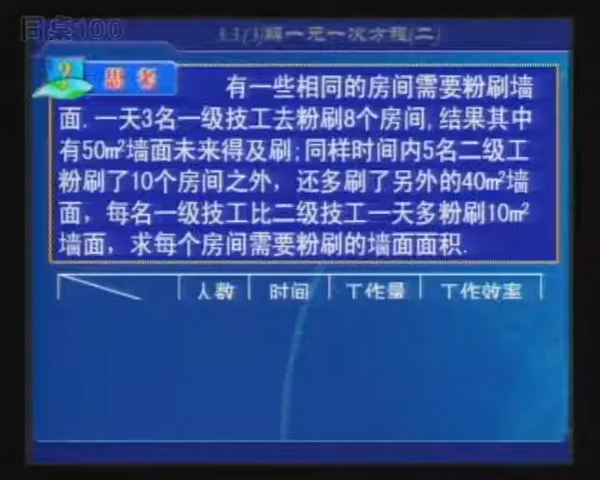 同桌100
3.3(3)解一元一次方程(二)
思考
有一些相同的房间需要粉刷墙
面.一天3名一级技工去粉刷8个房间,结果其中
有50m²墙面未来得及刷;同样时间内5名二级工
粉刷了10个房间之外，还多刷了另外的40m²墙
面，每名一级技工比二级技工一天多粉刷10m²
墙面，求每个房间需要粉刷的墙面面积.
人数 时间 工作量 工作效率